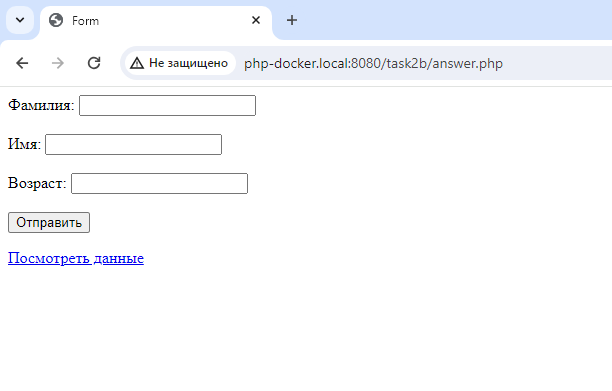 Form
Не защищено php-docker.local:8080/task2b/answer.php
Фамилия:
Имя:
Возраст:
Отправить
Посмотреть данные